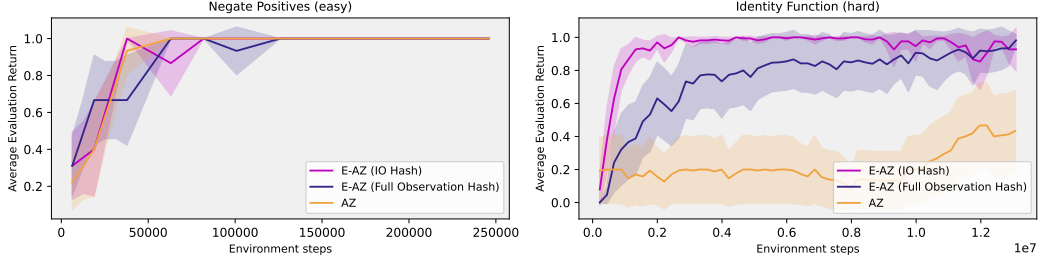 Negate Positives (easy)
Average Evaluation Return
1.0
0.8
0.6
0.4
0.2
E-AZ (IO Hash)
E-AZ (Full Observation Hash)
AZ
0
50000
100000
150000
200000
250000
Environment steps
Identity Function (hard)
Average Evaluation Return
1.0
0.8
0.6
0.4
0.2
0.0
E-AZ (IO Hash)
E-AZ (Full Observation Hash)
AZ
0.0
0.2
0.4
0.6
0.8
1.0
1.2
1e7
Environment steps